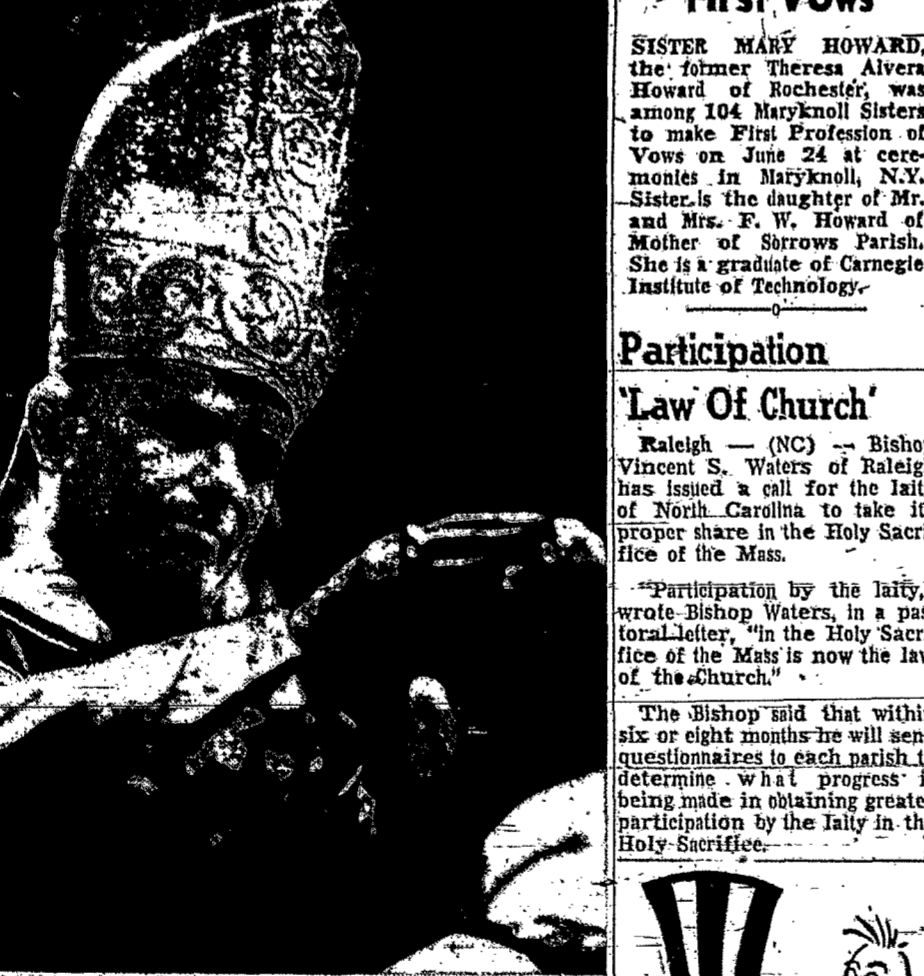 First Vows
SISTER MARY HOWARD,
the former Theresa Alvera
Howard of Rochester, was
among 104 Maryknoll Sisters
to make First Profession of
Vows on June 24 at cere-
monies in Maryknoll, N.Y.
Sister is the daughter of Mr.
and Mrs. F. W. Howard of
Mother of Sorrows Parish.
She is a graduate of Carnegie
Institute of Technology.
Participation
'Law Of Church'
Raleigh — (NC) — Bisho
Vincent S. Waters of Raleig
has issued a call for the lait
of North Carolina to take it
proper share in the Holy Sacri
fice of the Mass.
"Participation by the laity,
wrote Bishop Waters, in a pas
toral letter, "in the Holy Sacr
fice of the Mass is now the law
of the Church."
The Bishop said that withi
six or eight months he will sen
questionnaires to each parish t
determine what progress i
being made in obtaining greate
participation by the laity in th
Holy Sacrifice.